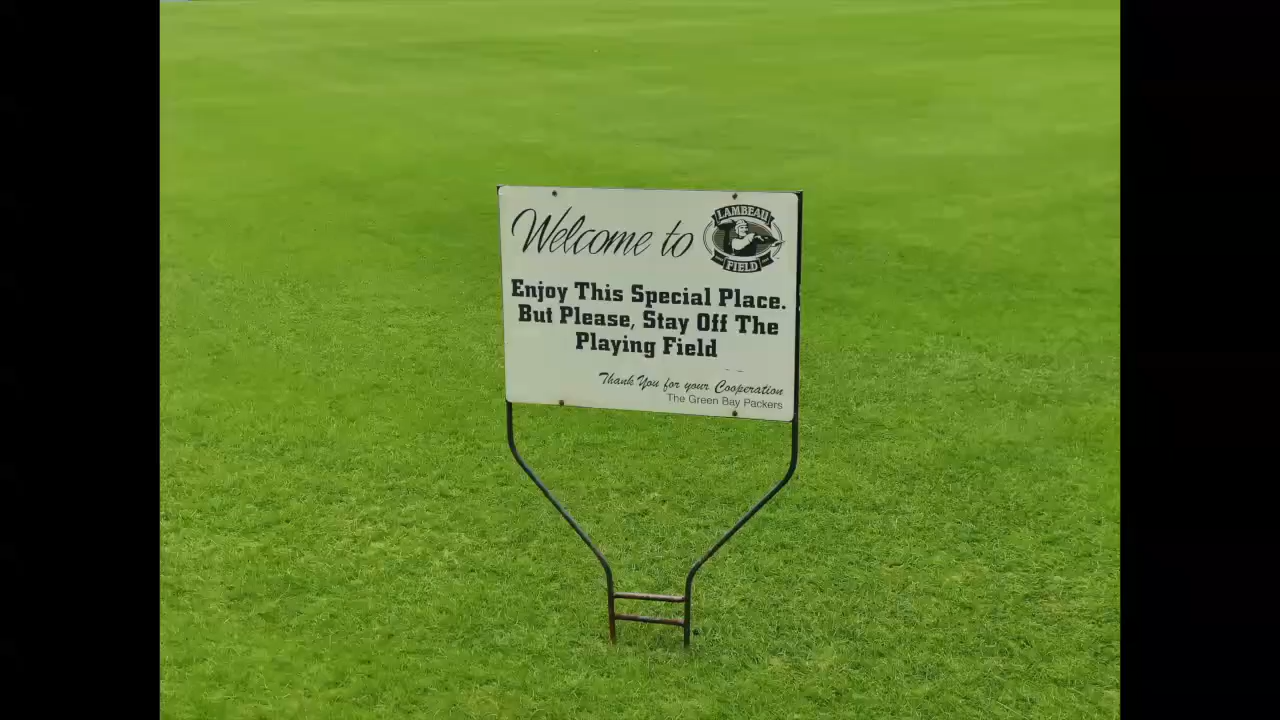 Welcome to
LAMBEAU
FIELD
Enjoy This Special Place.
But Please, Stay Off The
Playing Field
Thank You for your Cooperation
The Green Bay Packers